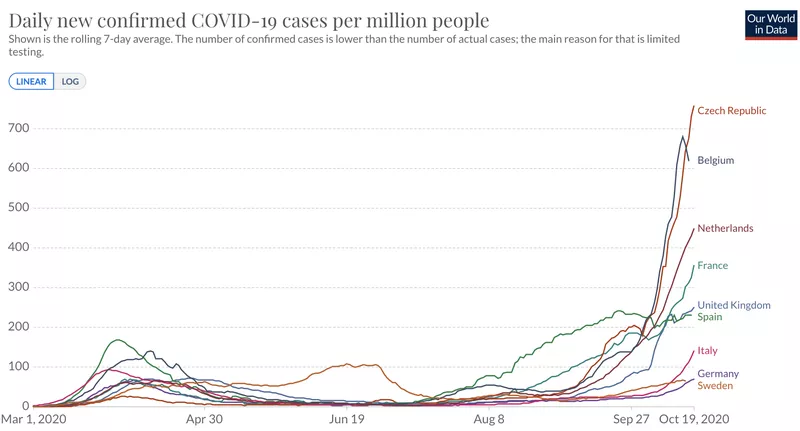 Daily new confirmed COVID-19 cases per million people
Shown is the rolling 7-day average. The number of confirmed cases is lower than the number of actual cases; the main reason for that is limited
testing.
Our World
in Data
LINEAR LOG
700
600
500
400
300
200
100
0
Czech Republic
Belgium
Netherlands
France
United Kingdom
Spain
Italy
Germany
Sweden
Mar 1, 2020 Apr 30 Jun 19 Aug 8 Sep 27 Oct 19, 2020